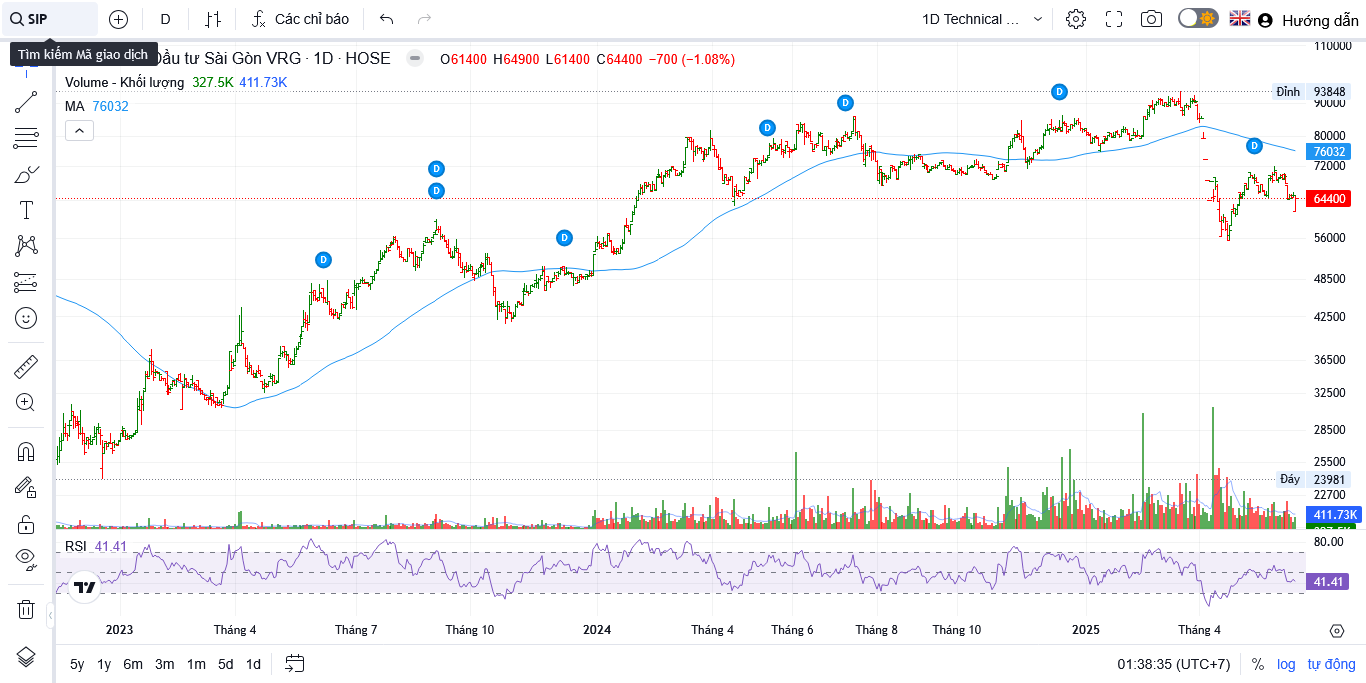 SIP
D
Các chỉ báo
1D Technical ...
Hướng dẫn
Tìm kiếm Mã giao dịch
Đầu tư Sài Gòn VRG · 1D · HOSE
O61400 H64900 L61400 C64400 −700 (−1.08%)
Volume - Khối lượng 327.5K 411.73K
MA 76032
110000
Đỉnh 93848
90000
80000
76032
72000
64400
56000
48500
42500
36500
32500
28500
25500
Đáy 23981
22700
411.73K
D
D
D
D
D
D
D
D
RSI 41.41
80.00
41.41
2023
Tháng 4
Tháng 7
Tháng 10
2024
Tháng 4
Tháng 6
Tháng 8
Tháng 10
2025
Tháng 4
5y 1y 6m 3m 1m 5d 1d
01:38:35 (UTC+7)
% log tự động